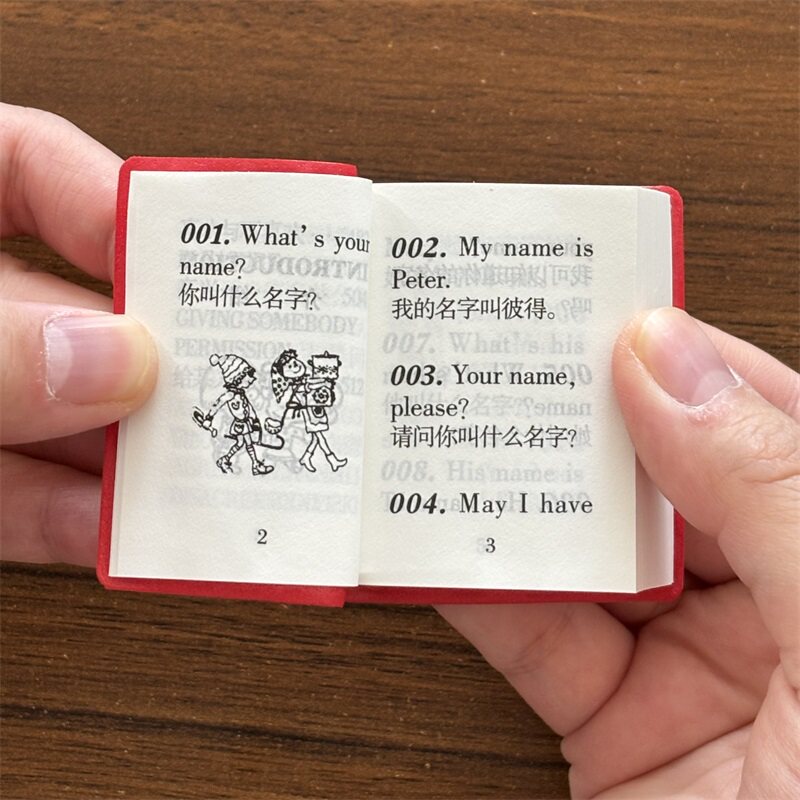 001. What's your
name?
你叫什么名字?
2
002. My name is
Peter.
我的名字叫彼得。
003. Your name,
please?
请问你叫什么名字?
004. May I have
3